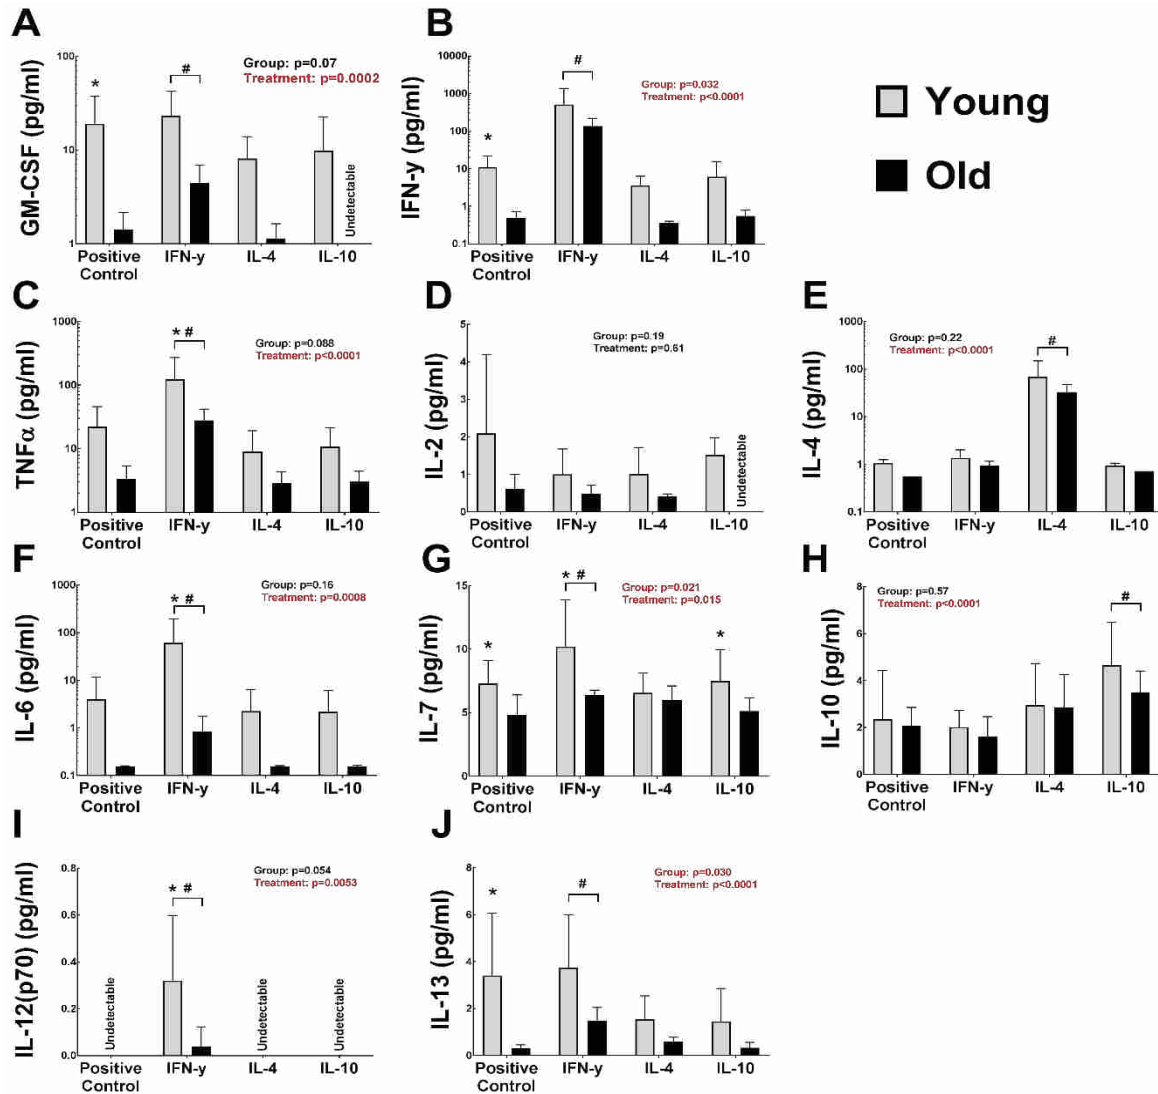 A
GM-CSF (pg/ml)
100
10
1
*
#
Group: p=0.07
Treatment: p=0.0002
Undetectable
Positive Control
IFN-y
IL-4
IL-10
B
IFN-y (pg/ml)
10000
1000
100
10
1
0.1
*
#
Group: p=0.032
Treatment: p<0.0001
Positive Control
IFN-y
IL-4
IL-10
Young
Old
C
TNFα (pg/ml)
1000
100
10
1
* #
Group: p=0.088
Treatment: p<0.0001
Positive Control
IFN-y
IL-4
IL-10
D
IL-2 (pg/ml)
5
4
3
2
1
0
Group: p=0.19
Treatment: p=0.61
Undetectable
Positive Control
IFN-y
IL-4
IL-10
E
IL-4 (pg/ml)
1000
100
10
1
0.1
Group: p=0.22
Treatment: p<0.0001
#
Positive Control
IFN-y
IL-4
IL-10
F
IL-6 (pg/ml)
1000
100
10
1
0.1
* #
Group: p=0.16
Treatment: p=0.0008
Positive Control
IFN-y
IL-4
IL-10
G
IL-7 (pg/ml)
15
10
5
0
*
* #
*
Group: p=0.021
Treatment: p=0.015
Positive Control
IFN-y
IL-4
IL-10
H
IL-10 (pg/ml)
8
6
4
2
0
Group: p=0.57
Treatment: p<0.0001
#
Positive Control
IFN-y
IL-4
IL-10
I
IL-12(p70) (pg/ml)
0.8
0.6
0.4
0.2
0.0
* #
Group: p=0.054
Treatment: p=0.0053
Undetectable
Undetectable
Undetectable
Positive Control
IFN-y
IL-4
IL-10
J
IL-13 (pg/ml)
8
6
4
2
0
*
#
Group: p=0.030
Treatment: p<0.0001
Positive Control
IFN-y
IL-4
IL-10